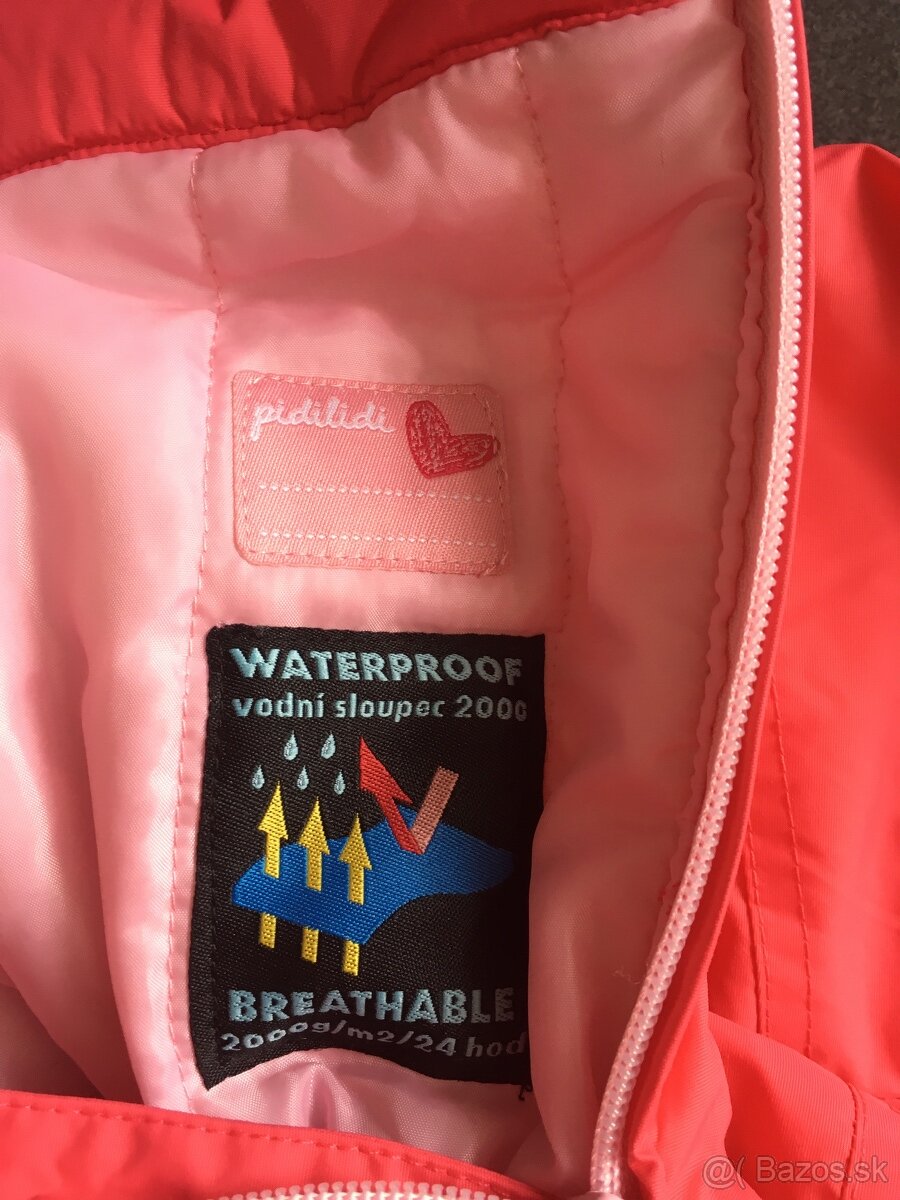 pidilidi
WATERPROOF
vodní sloupec 2000
BREATHABLE
2000g/m2/24 hod
@( Bazos.sk